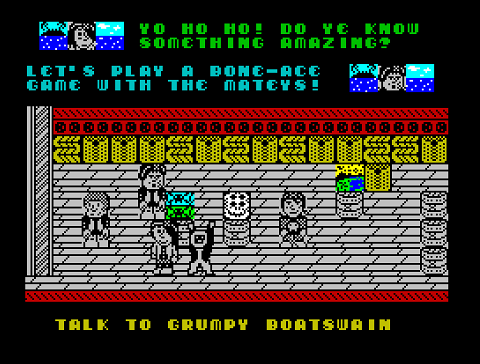 YO HO HO! DO YE KNOW
SOMETHING AMAZING?
LET'S PLAY A BONE-ACE
GAME WITH THE MATEYS!
TALK TO GRUMPY BOATSWAIN